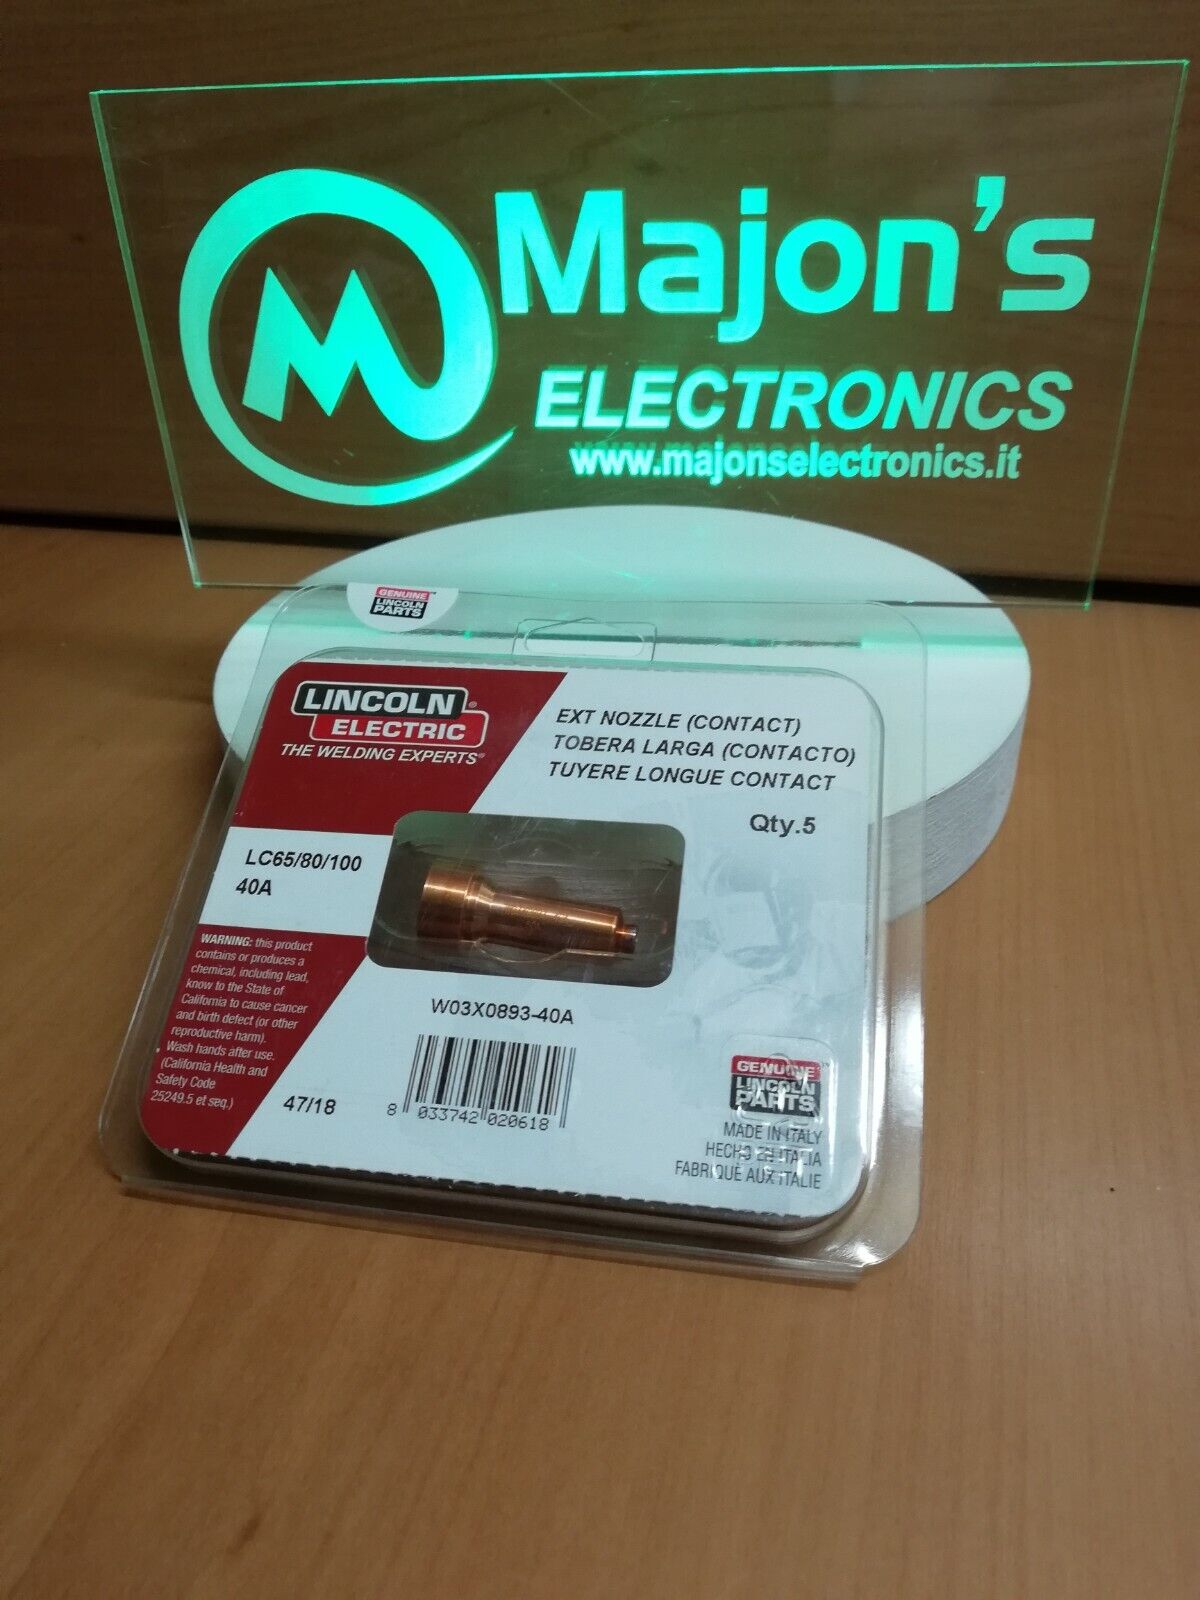 Majon's
ELECTRONICS
www.majonselectronics.it
GENUINE
LINCOLN
PARTS
LINCOLN®
ELECTRIC
THE WELDING EXPERTS®
EXT NOZZLE (CONTACT)
TOBERA LARGA (CONTACTO)
TUYERE LONGUE CONTACT
Qty.5
LC65/80/100
40A
WARNING: this product
contains or produces a
chemical, including lead,
know to the State of
California to cause cancer
and birth defect (or other
reproductive harm).
Wash hands after use.
(California Health and
Safety Code
25249.5 et seq.)
W03X0893-40A
47/18
8 033742 020618
GENUINE
LINCOLN
PARTS
MADE IN ITALY
HECHO EN ITALIA
FABRIQUÉ AUX ITALIE